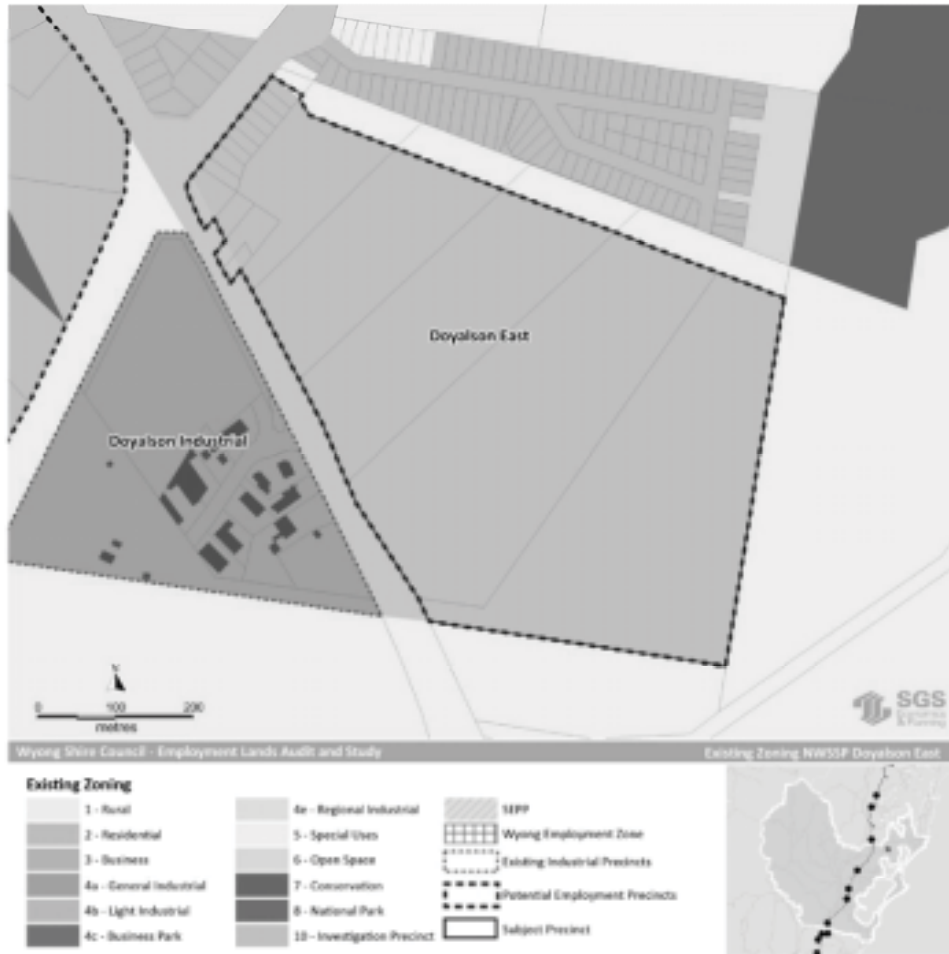 Doyalson East
Doyalson Industrial
N
0 100 200
metres
SGS
Economics
& Planning
Wyong Shire Council - Employment Lands Audit and Study
Existing Zoning NWSSP Doyalson East
Existing Zoning
1 - Rural
2 - Residential
3 - Business
4a - General Industrial
4b - Light Industrial
4c - Business Park
4e - Regional Industrial
5 - Special Uses
6 - Open Space
7 - Conservation
8 - National Park
10 - Investigation Precinct
SEPP
Wyong Employment Zone
Existing Industrial Precincts
Potential Employment Precincts
Subject Precinct